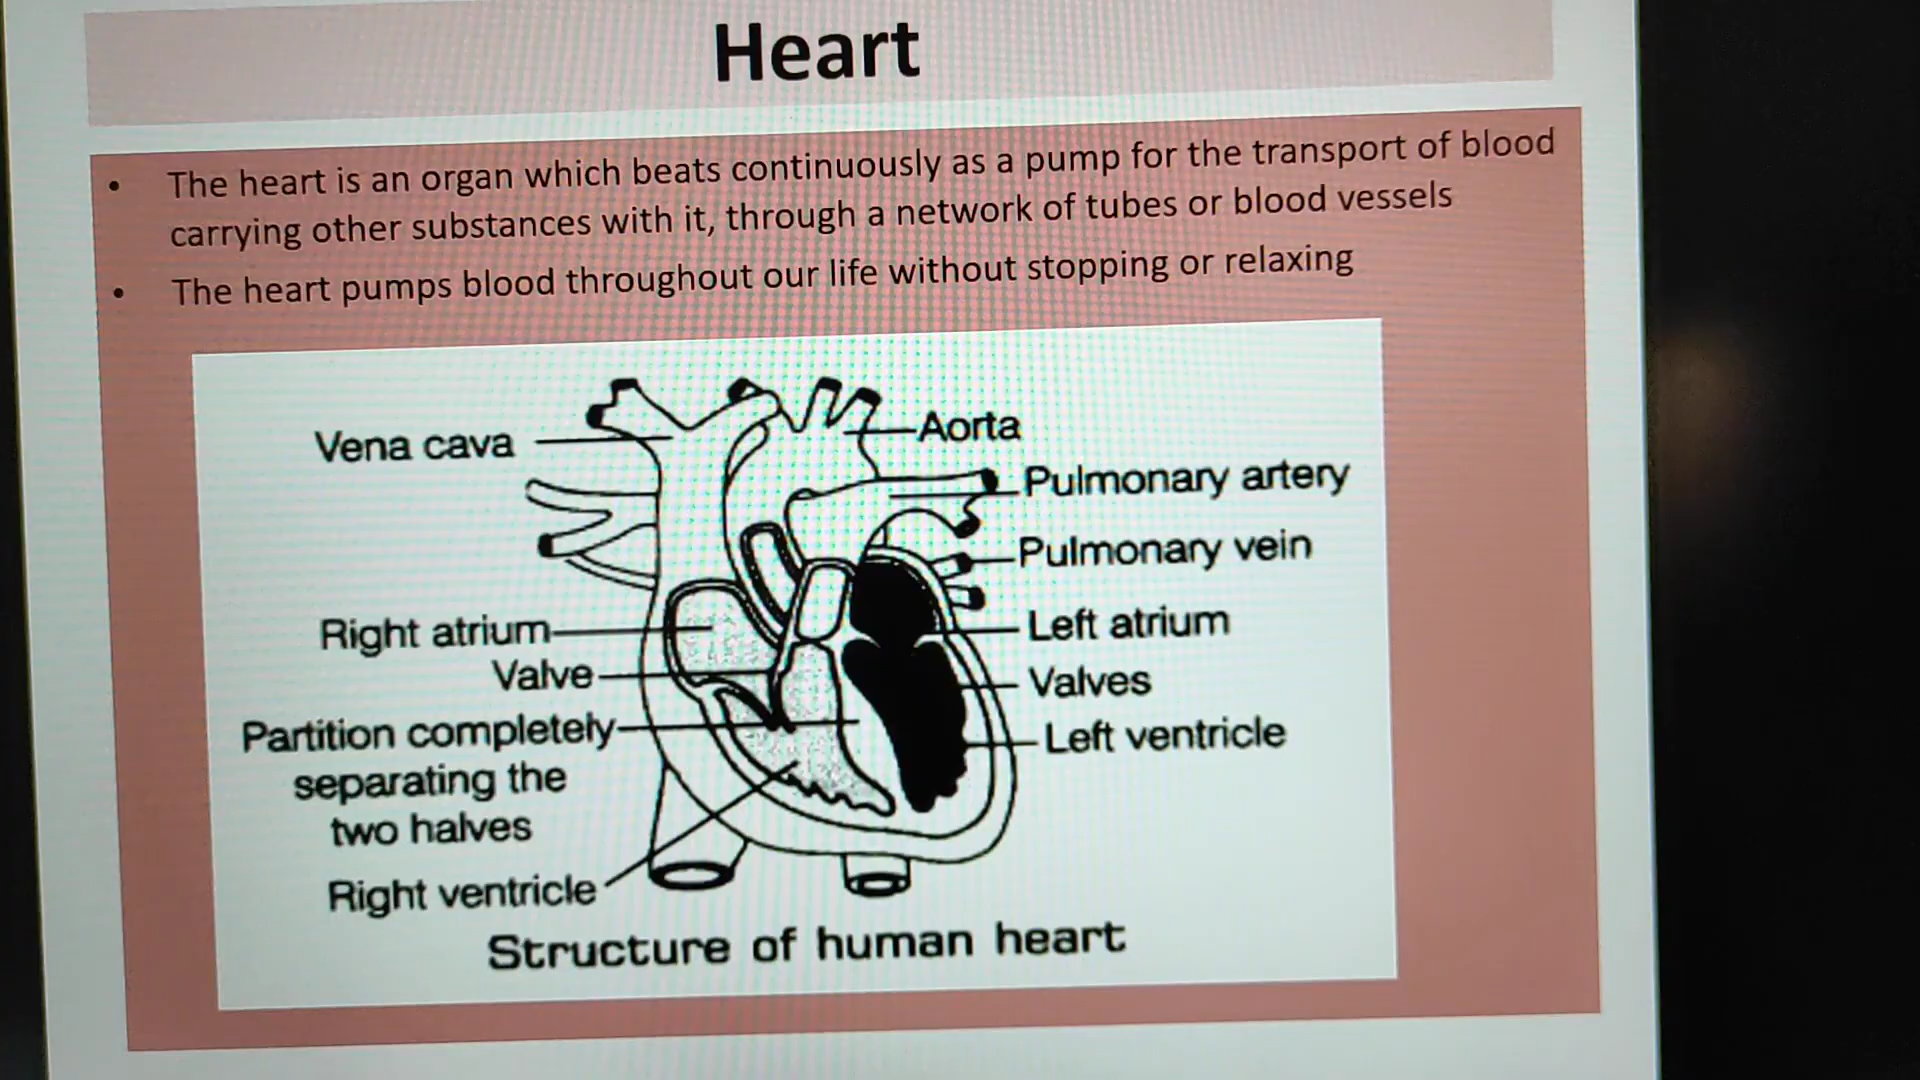 Heart
• The heart is an organ which beats continuously as a pump for the transport of blood
carrying other substances with it, through a network of tubes or blood vessels
• The heart pumps blood throughout our life without stopping or relaxing
Vena cava
Aorta
Pulmonary artery
Pulmonary vein
Right atrium
Left atrium
Valve
Valves
Partition completely
separating the
two halves
Left ventricle
Right ventricle
Structure of human heart